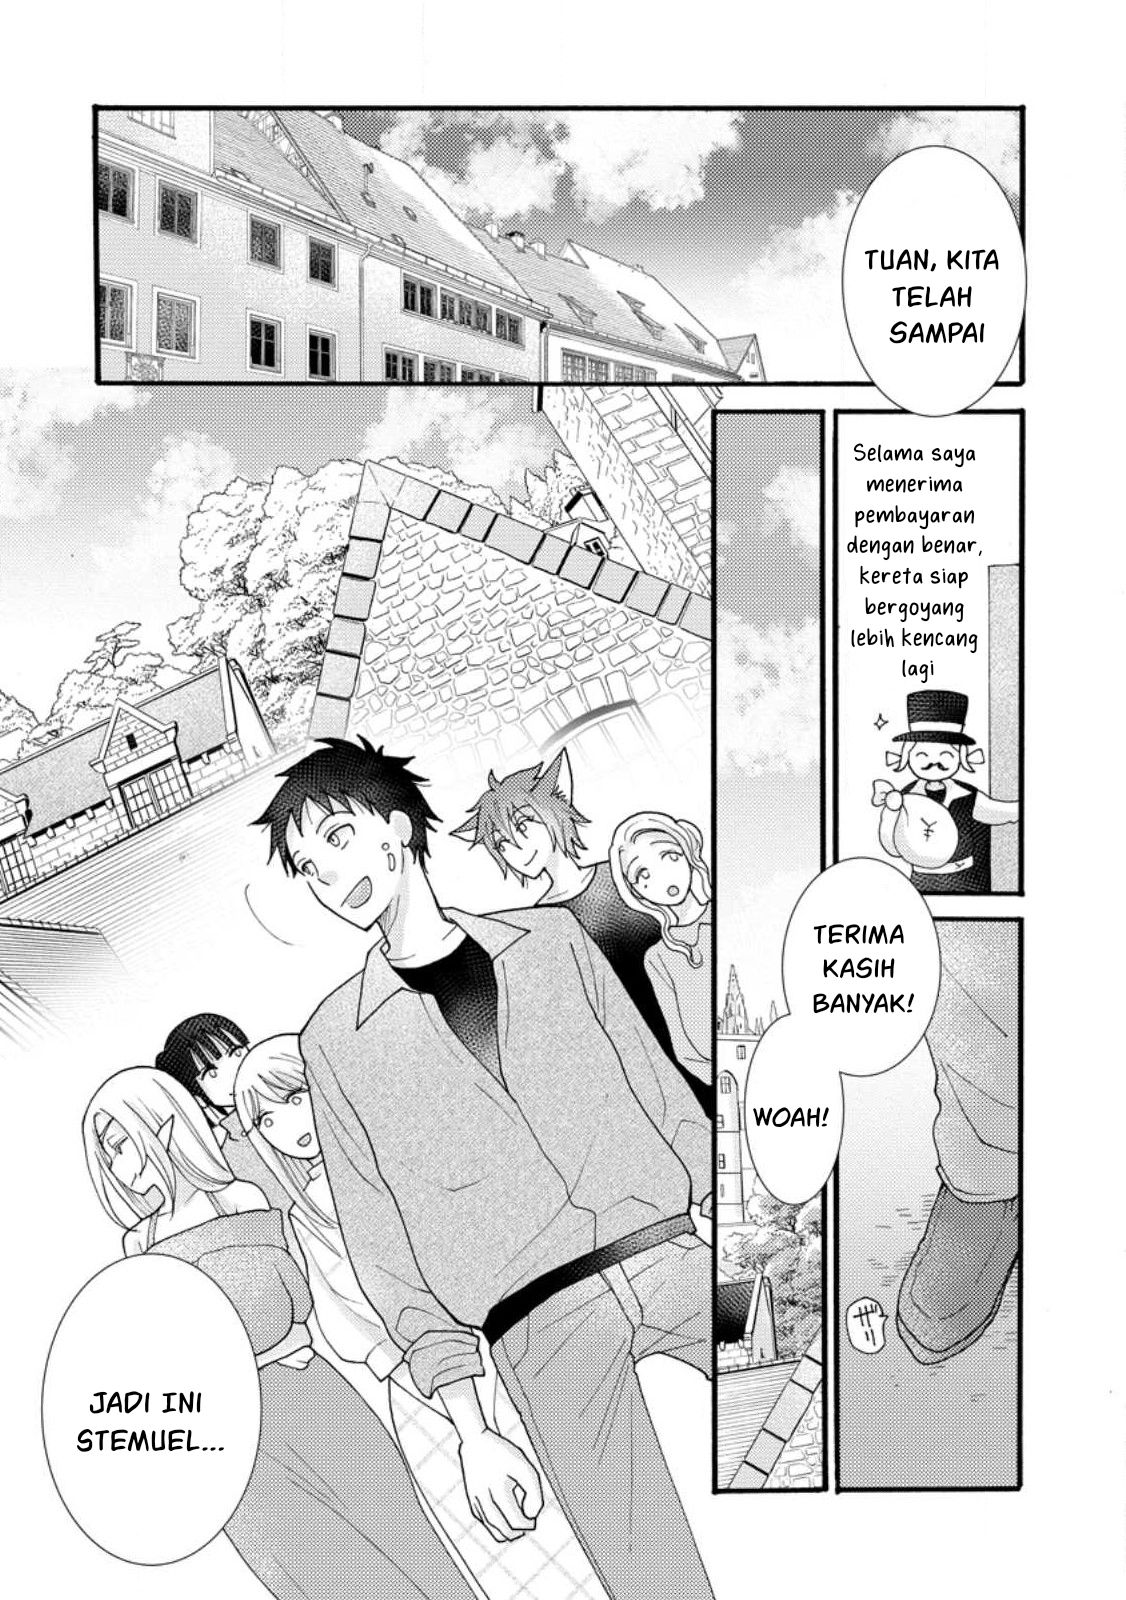 TUAN, KITA
TELAH
SAMPAI
Selama saya
menerima
pembayaran
dengan benar,
kereta siap
bergoyang
lebih kencang
lagi
¥
TERIMA
KASIH
BANYAK!
WOAH!
JADI INI
STEMUEL...